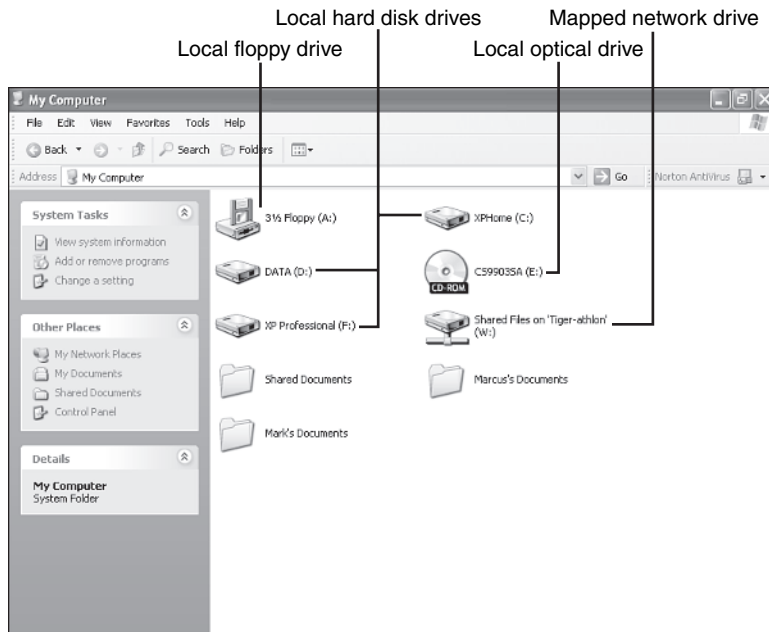 Local hard disk drives
Mapped network drive
Local floppy drive
Local optical drive
My Computer
File Edit View Favorites Tools Help
Back Search Folders
Address My Computer Go Norton AntiVirus
System Tasks
View system information
Add or remove programs
Change a setting
Other Places
My Network Places
My Documents
Shared Documents
Control Panel
Details
My Computer
System Folder
3½ Floppy (A:)
XPHome (C:)
DATA (D:)
CS99035A (E:)
CD-ROM
XP Professional (F:)
Shared Files on 'Tiger-athlon'
(W:)
Shared Documents
Marcus's Documents
Mark's Documents